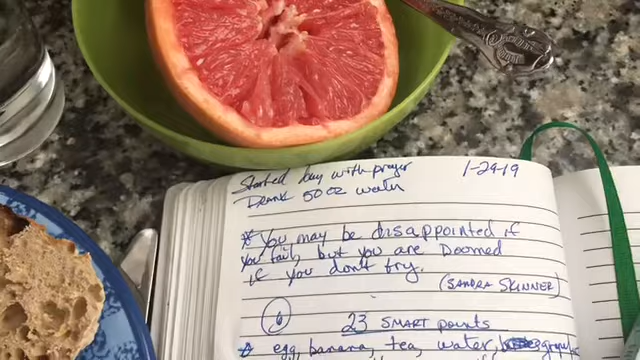 Started day with prayer 1-29-19
Drank 50 oz water
* You may be disappointed if
you fail, but you are Doomed
if you don't try.
(SANDRA SKINNER)
6
23 SMART points
egg, banana, tea, water,